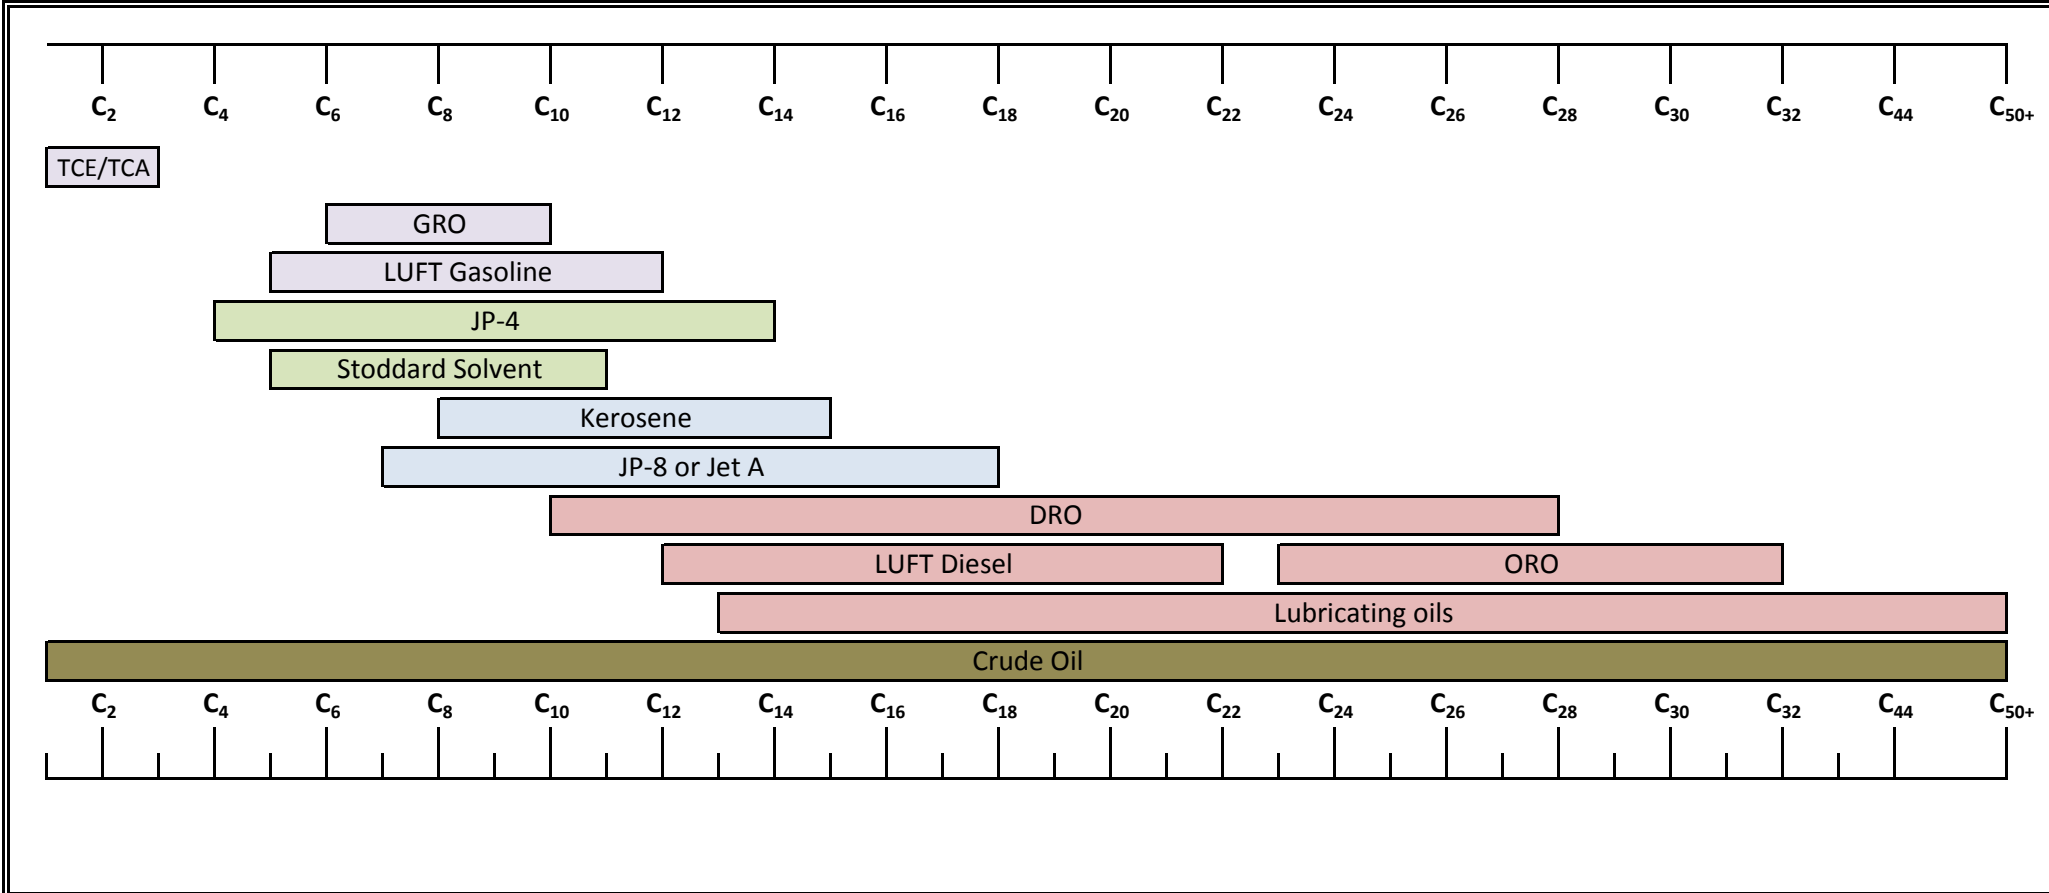 C₂ C₄ C₆ C₈ C₁₀ C₁₂ C₁₄ C₁₆ C₁₈ C₂₀ C₂₂ C₂₄ C₂₆ C₂₈ C₃₀ C₃₂ C₄₄ C₅₀₊
TCE/TCA
GRO
LUFT Gasoline
JP-4
Stoddard Solvent
Kerosene
JP-8 or Jet A
DRO
LUFT Diesel ORO
Lubricating oils
Crude Oil
C₂ C₄ C₆ C₈ C₁₀ C₁₂ C₁₄ C₁₆ C₁₈ C₂₀ C₂₂ C₂₄ C₂₆ C₂₈ C₃₀ C₃₂ C₄₄ C₅₀₊